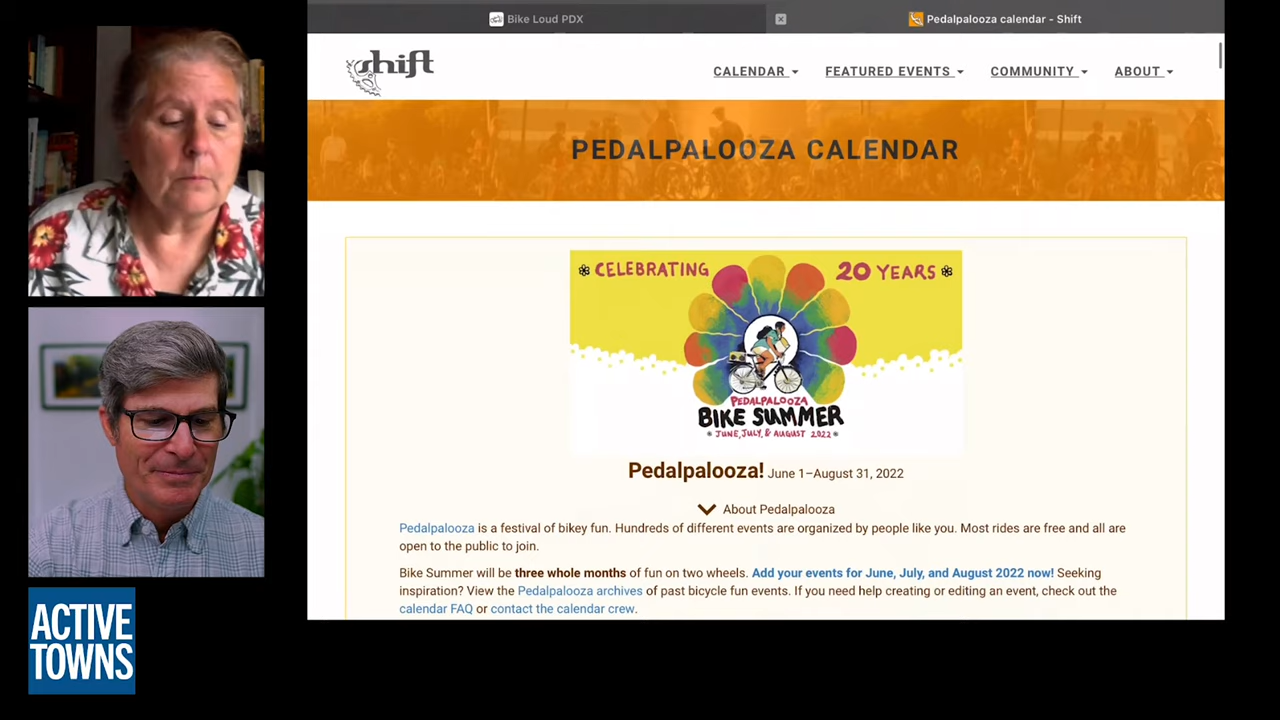 Bike Loud PDX
Pedalpalooza calendar - Shift
shift
CALENDAR
FEATURED EVENTS
COMMUNITY
ABOUT
PEDALPALOOZA CALENDAR
CELEBRATING 20 YEARS
PEDALPALOOZA
BIKE SUMMER
JUNE, JULY, & AUGUST 2022
Pedalpalooza! June 1–August 31, 2022
About Pedalpalooza
Pedalpalooza is a festival of bikey fun. Hundreds of different events are organized by people like you. Most rides are free and all are
open to the public to join.
Bike Summer will be three whole months of fun on two wheels. Add your events for June, July, and August 2022 now! Seeking
inspiration? View the Pedalpalooza archives of past bicycle fun events. If you need help creating or editing an event, check out the
calendar FAQ or contact the calendar crew.
ACTIVE
TOWNS